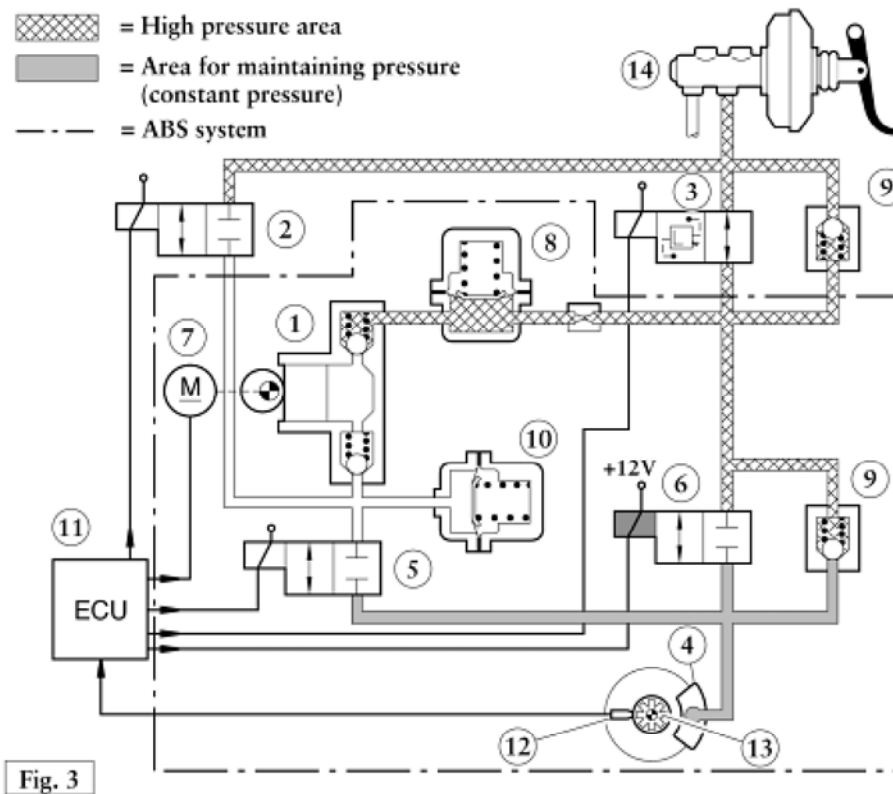 = High pressure area
= Area for maintaining pressure
(constant pressure)
= ABS system
14
3
9
2
8
1
7
M
10
+12V
6
9
11
5
ECU
4
12
13
Fig. 3